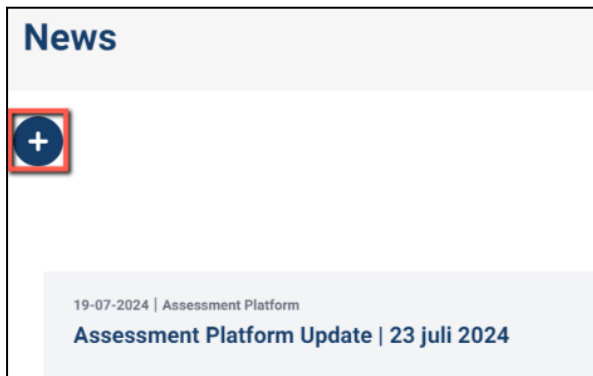 News
+
19-07-2024 | Assessment Platform
Assessment Platform Update | 23 juli 2024